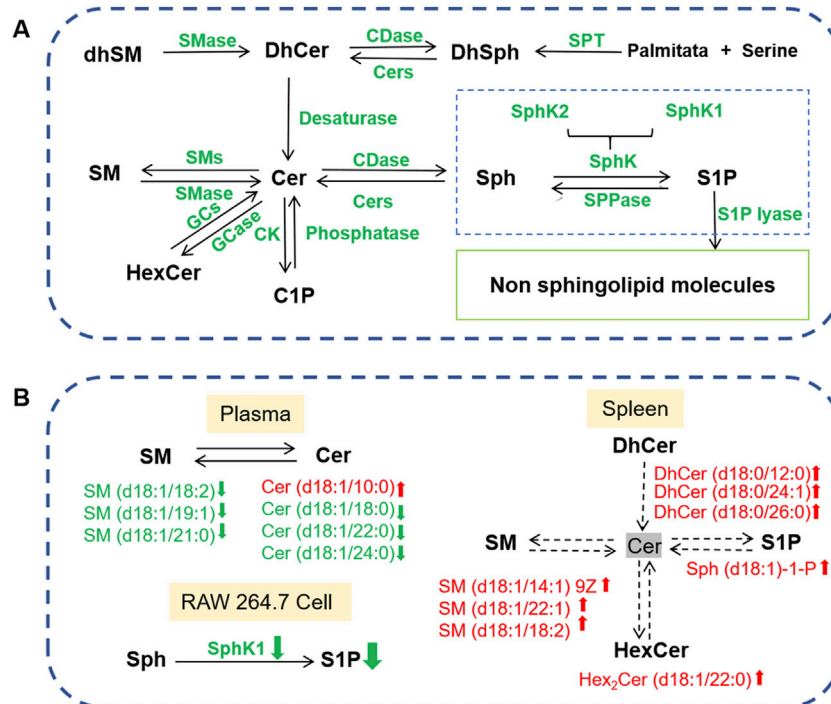 A
dhSM SMase DhCer CDase Cers DhSph SPT Palmitata + Serine
Desaturase
SphK2 SphK1
SM SMs SMase Cer CDase Cers Sph SphK SPPase S1P
GCs GCase CK Phosphatase S1P lyase
HexCer C1P
Non sphingolipid molecules
B
Plasma
SM Cer
SM (d18:1/18:2)
SM (d18:1/19:1)
SM (d18:1/21:0)
Cer (d18:1/10:0)
Cer (d18:1/18:0)
Cer (d18:1/22:0)
Cer (d18:1/24:0)
RAW 264.7 Cell
Sph SphK1 S1P
Spleen
DhCer
DhCer (d18:0/12:0)
DhCer (d18:0/24:1)
DhCer (d18:0/26:0)
SM Cer S1P
Sph (d18:1)-1-P
SM (d18:1/14:1) 9Z
SM (d18:1/22:1)
SM (d18:1/18:2)
HexCer
Hex₂Cer (d18:1/22:0)